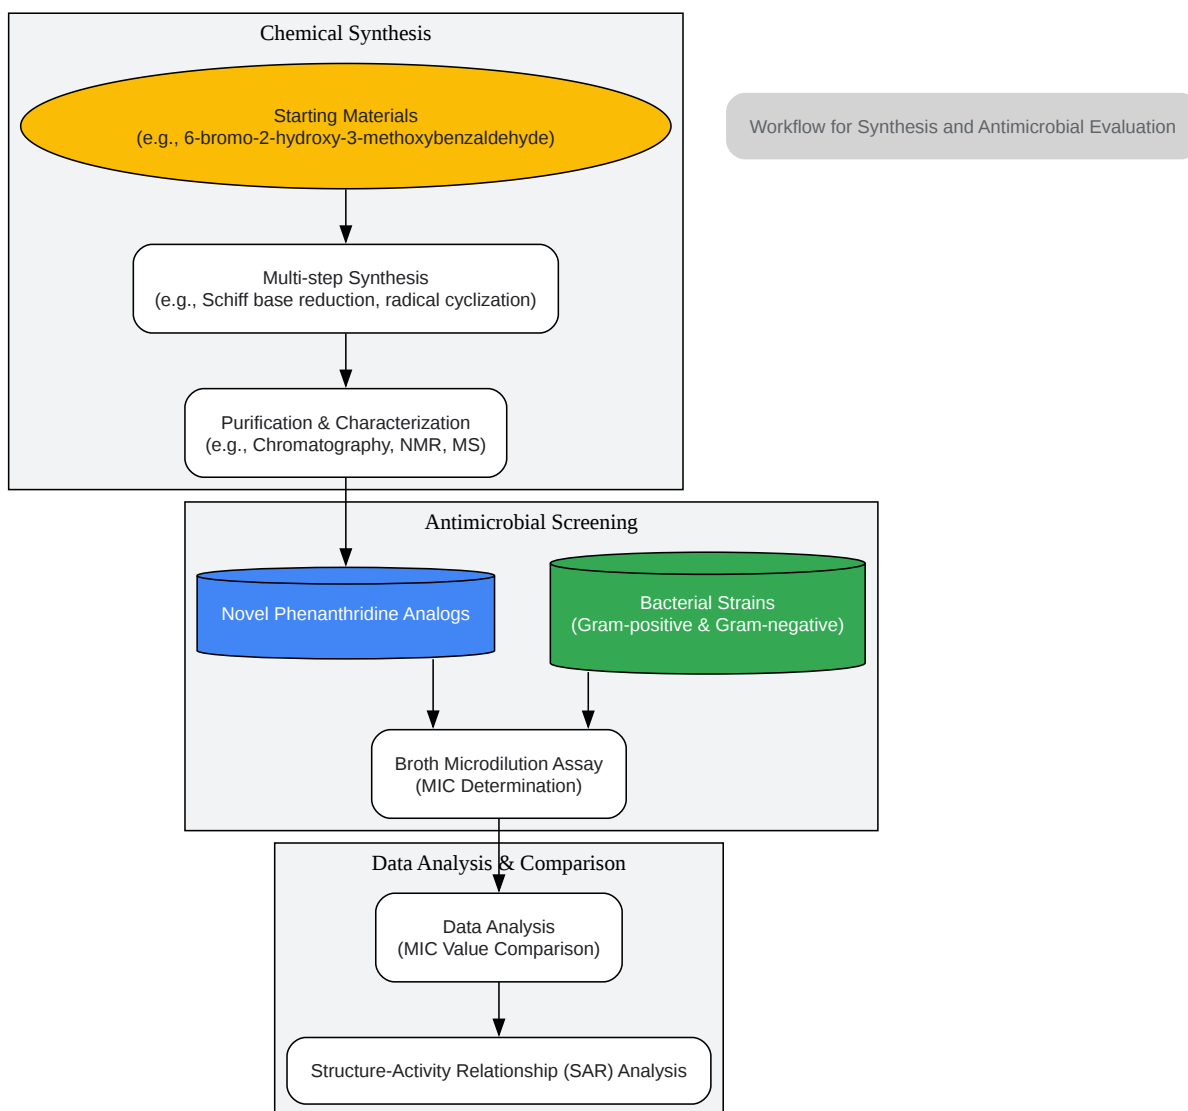 Chemical Synthesis
Starting Materials
(e.g., 6-bromo-2-hydroxy-3-methoxybenzaldehyde)
Workflow for Synthesis and Antimicrobial Evaluation
Multi-step Synthesis
(e.g., Schiff base reduction, radical cyclization)
Purification & Characterization
(e.g., Chromatography, NMR, MS)
Antimicrobial Screening
Novel Phenanthridine Analogs
Bacterial Strains
(Gram-positive & Gram-negative)
Broth Microdilution Assay
(MIC Determination)
Data Analysis & Comparison
Data Analysis
(MIC Value Comparison)
Structure-Activity Relationship (SAR) Analysis